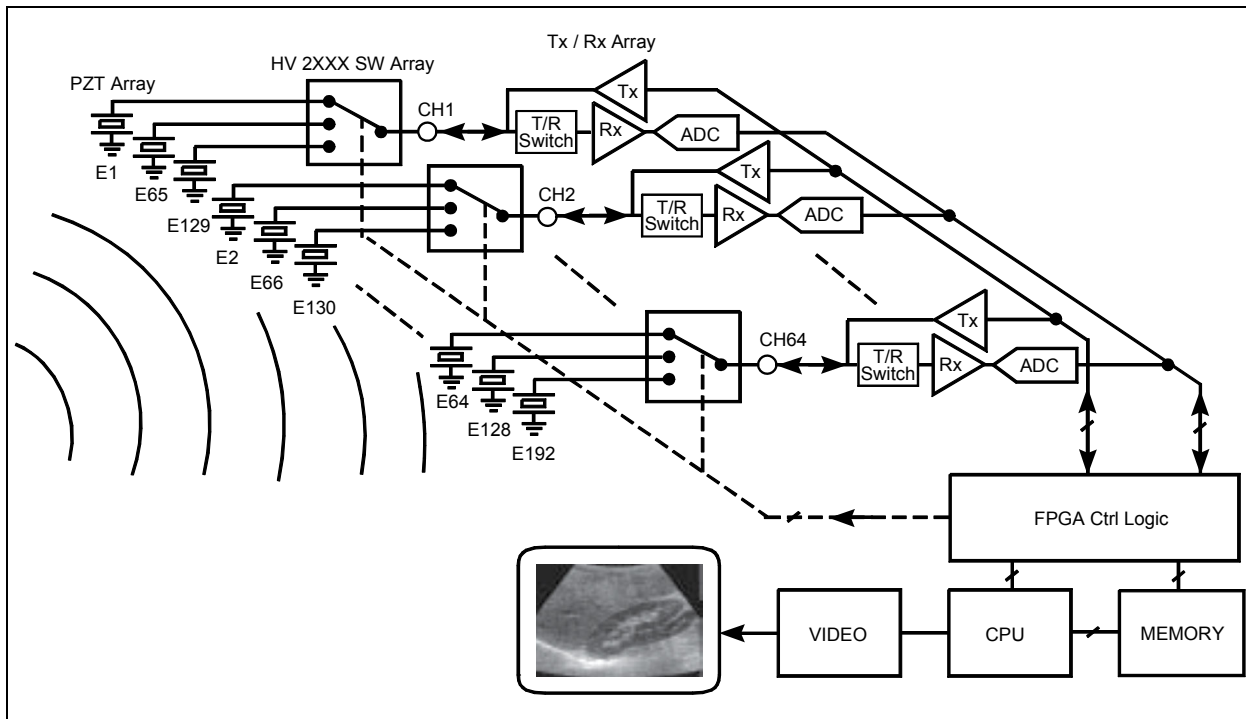 Tx / Rx Array
HV 2XXX SW Array
PZT Array
Tx
CH1
T/R
Switch
Rx
ADC
E1
E65
E129
Tx
CH2
T/R
Switch
Rx
ADC
E2
E66
E130
Tx
CH64
T/R
Switch
Rx
ADC
E64
E128
E192
FPGA Ctrl Logic
VIDEO
CPU
MEMORY